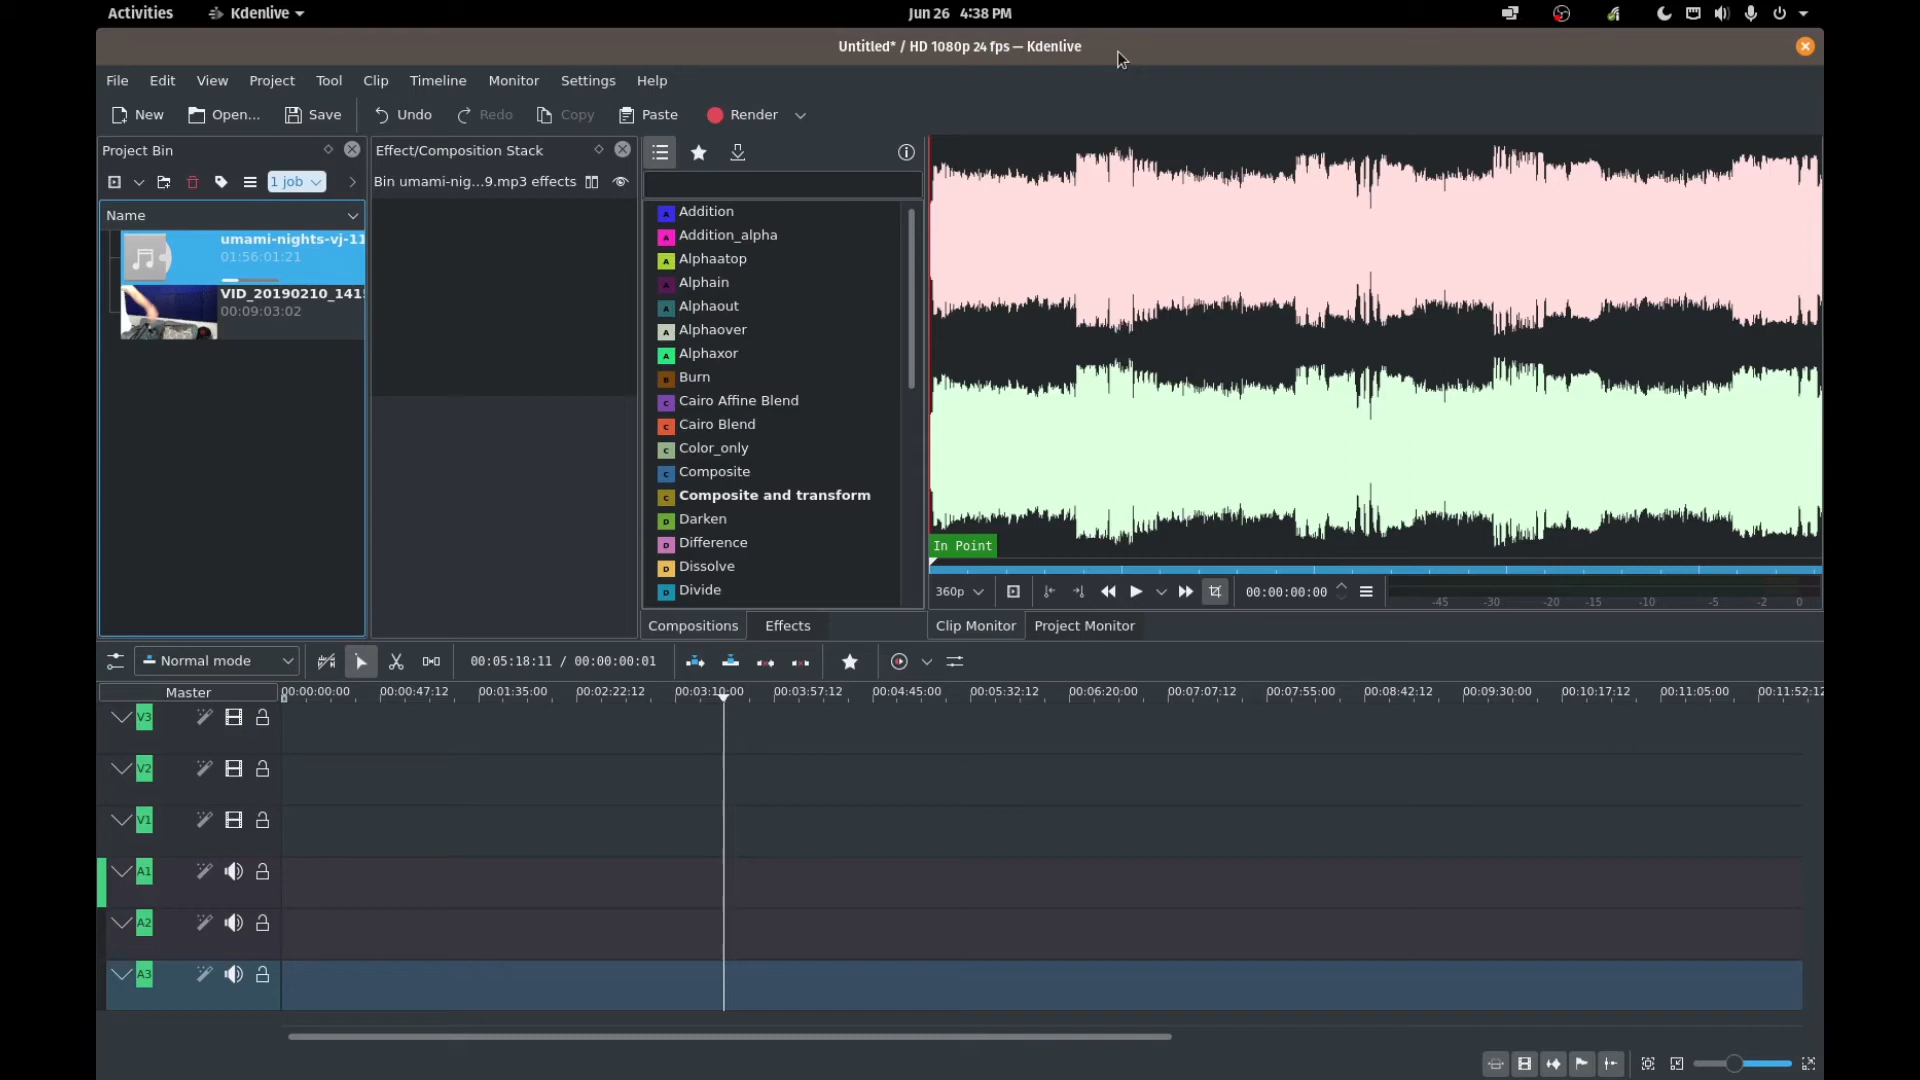 Activities
Kdenlive
Jun 26 4:38 PM
Untitled* / HD 1080p 24 fps — Kdenlive
File Edit View Project Tool Clip Timeline Monitor Settings Help
New Open... Save Undo Redo Copy Paste Render
Project Bin
1 job
Name
umami-nights-vj-11
01:56:01:21
VID_20190210_141
00:09:03:02
Effect/Composition Stack
Bin umami-nig...9.mp3 effects
A Addition
A Addition_alpha
A Alphaatop
A Alphain
A Alphaout
A Alphaover
A Alphaxor
B Burn
C Cairo Affine Blend
C Cairo Blend
C Color_only
C Composite
C Composite and transform
D Darken
D Difference
D Dissolve
D Divide
Compositions Effects
In Point
360p 00:00:00:00
-45 -30 -20 -15 -10 -5 -2 0
Clip Monitor Project Monitor
Normal mode 00:05:18:11 / 00:00:00:01
Master 00:00:00:00 00:00:47:12 00:01:35:00 00:02:22:12 00:03:10:00 00:03:57:12 00:04:45:00 00:05:32:12 00:06:20:00 00:07:07:12 00:07:55:00 00:08:42:12 00:09:30:00 00:10:17:12 00:11:05:00 00:11:52:12
V3
V2
V1
A1
A2
A3